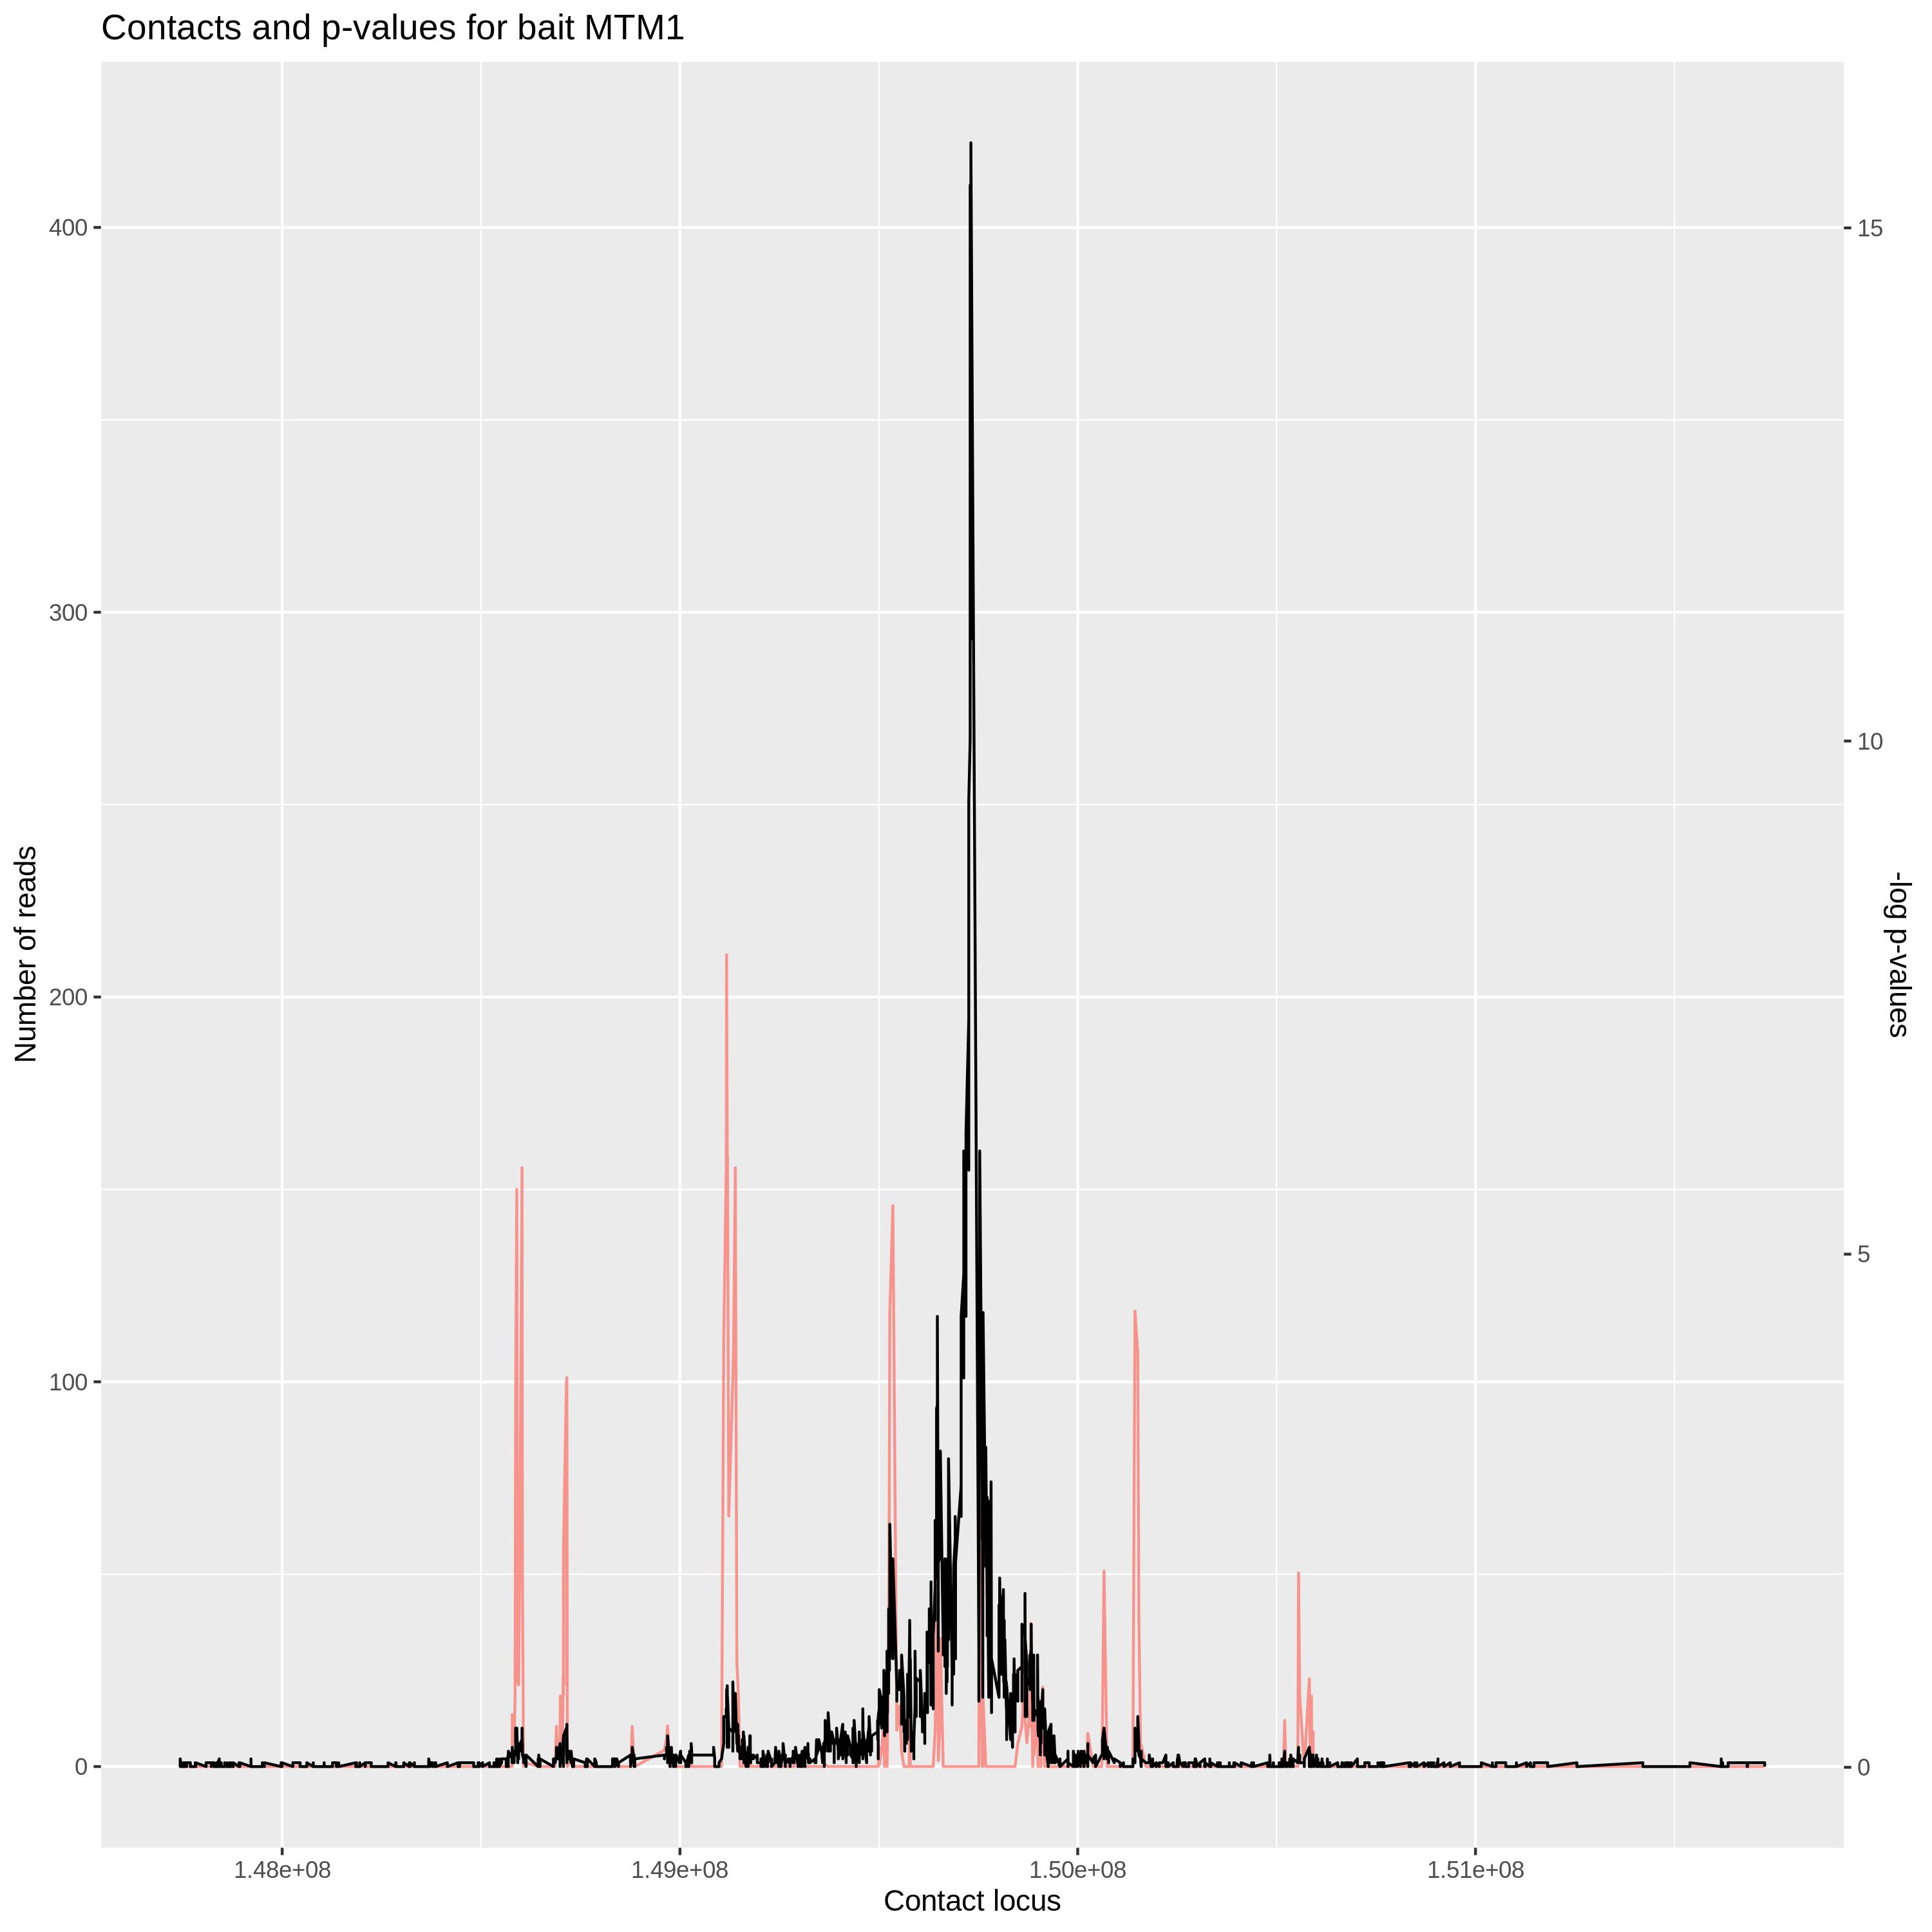 Contacts and p-values for bait MTM1
400
300
200
100
0
Number of reads
15
10
5
0
-log p-values
1.48e+08
1.49e+08
1.50e+08
1.51e+08
Contact locus